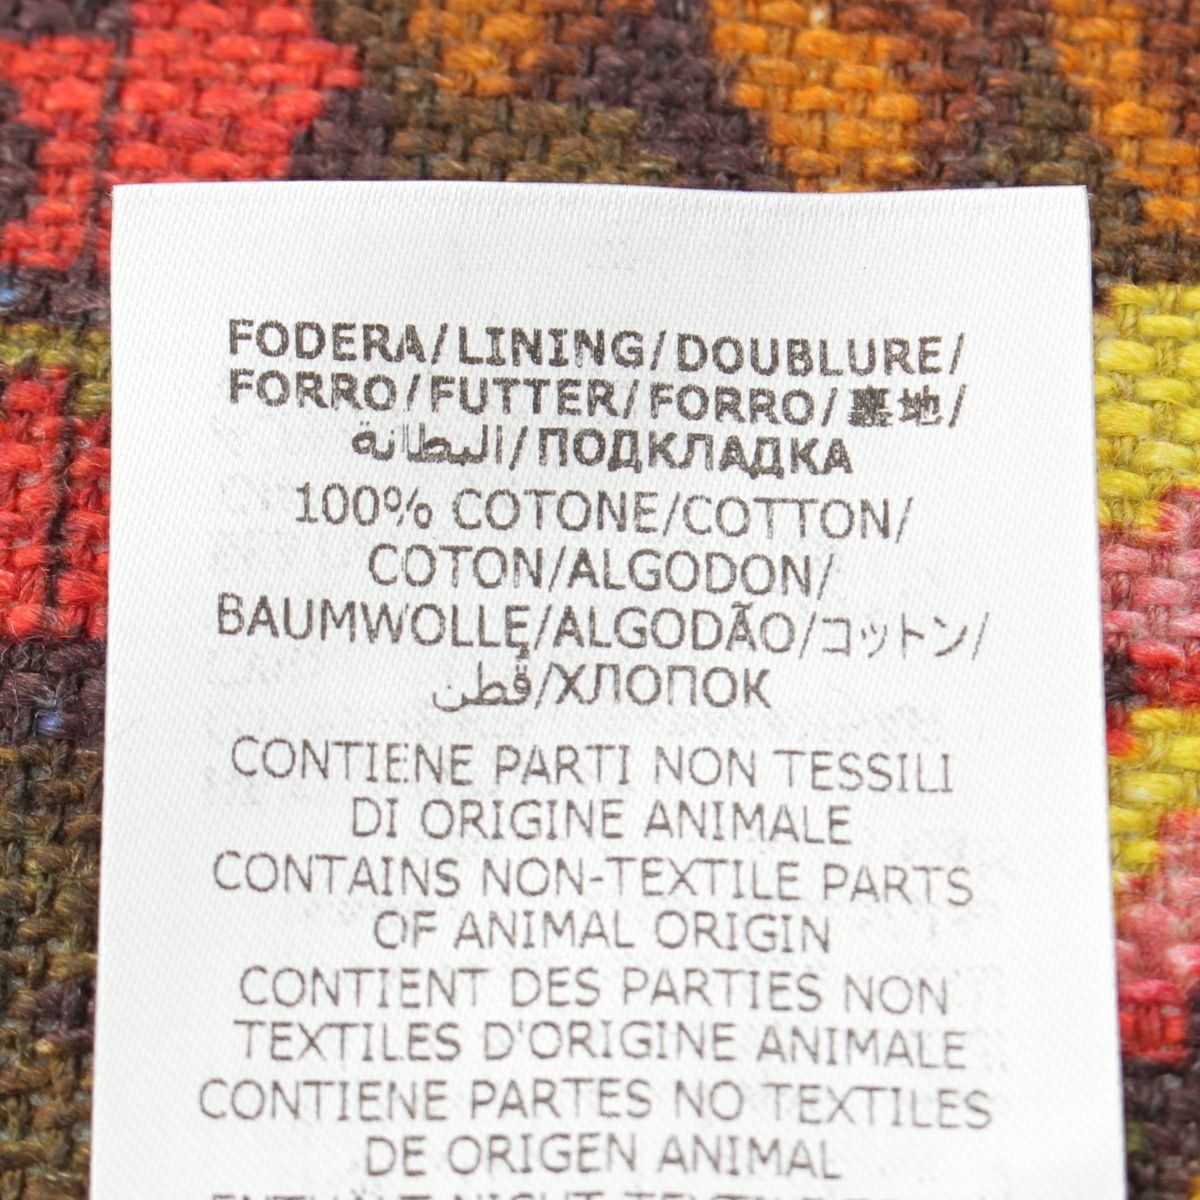 FODERA/LINING/DOUBLURE/
FORRO/FUTTER/FORRO/裏地/
البطانة/ПОДКЛАДКА
100% COTONE/COTTON/
COTON/ALGODON/
BAUMWOLLE/ALGODÃO/コットン/
قطن/ХЛОПОК
CONTIENE PARTI NON TESSILI
DI ORIGINE ANIMALE
CONTAINS NON-TEXTILE PARTS
OF ANIMAL ORIGIN
CONTIENT DES PARTIES NON
TEXTILES D'ORIGINE ANIMALE
CONTIENE PARTES NO TEXTILES
DE ORIGEN ANIMAL